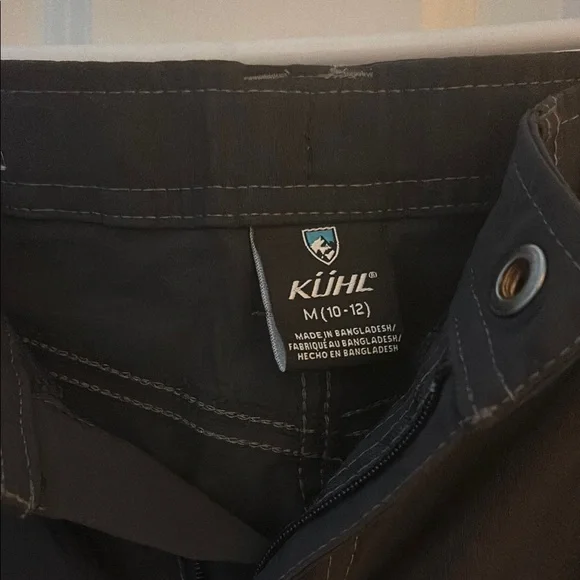 KÜHL®
M (10-12)
MADE IN BANGLADESH/
FABRIQUÉ AU BANGLADESH/
HECHO EN BANGLADESH